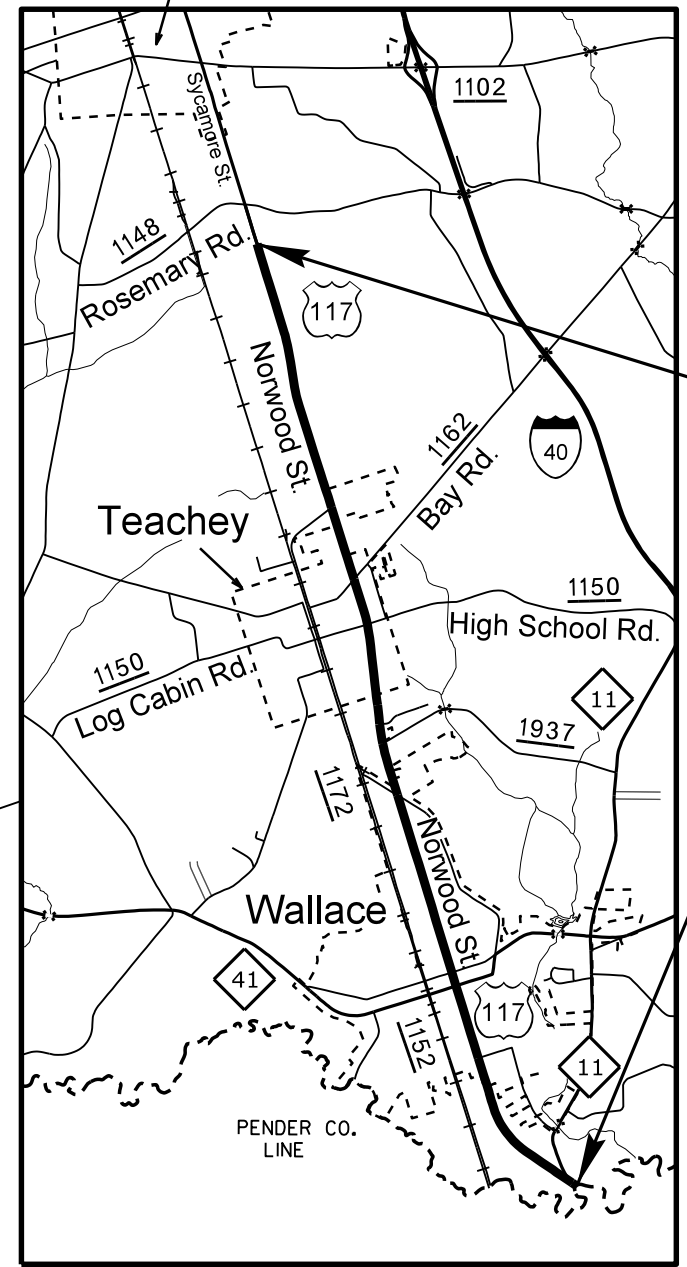 1102
Sycamore St.
1148
Rosemary Rd.
117
Norwood St.
1162
Bay Rd.
40
Teachey
1150
High School Rd.
1150
Log Cabin Rd.
11
1937
1172
Norwood St.
Wallace
41
117
1152
11
PENDER CO.
LINE